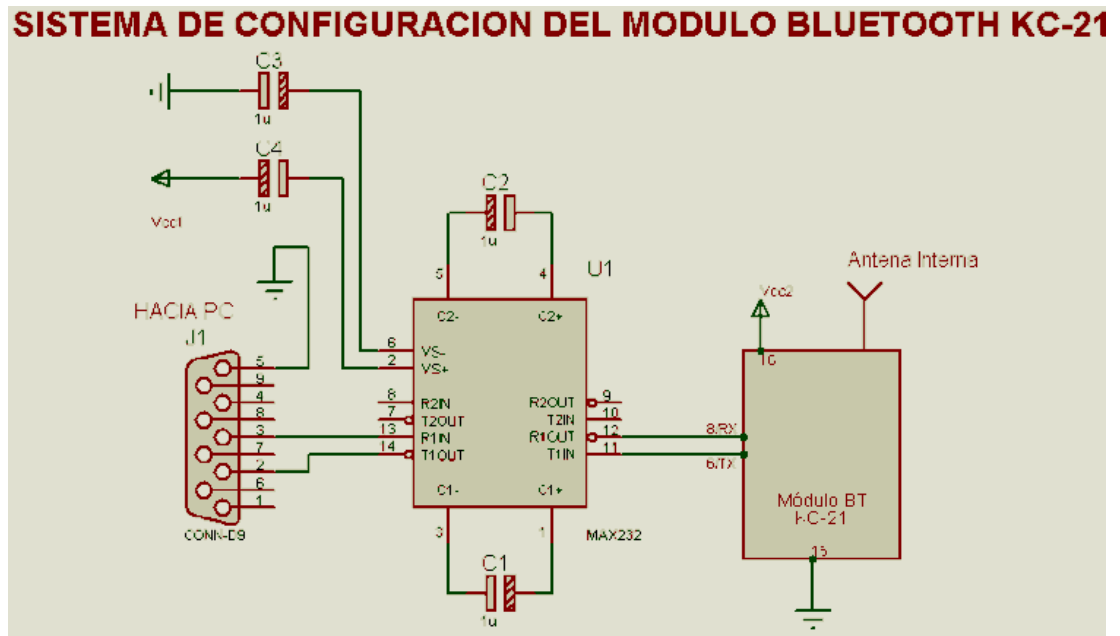 SISTEMA DE CONFIGURACION DEL MODULO BLUETOOTH KC-21
C3
1u
C4
1u
Vcc1
C2
1u
5
4
U1
Antena Interna
Vcc2
HACIA PC
J1
C2-
C2+
6
VS-
2
VS+
16
5
9
4
8
3
7
2
6
1
8
R2IN
R2OUT
9
7
T2OUT
T2IN
10
13
R1IN
R1OUT
12
8/RX
14
T1OUT
T1IN
11
6/TX
C1-
C1+
Módulo BT
KC-21
CONN-D9
3
1
MAX232
15
C1
1u